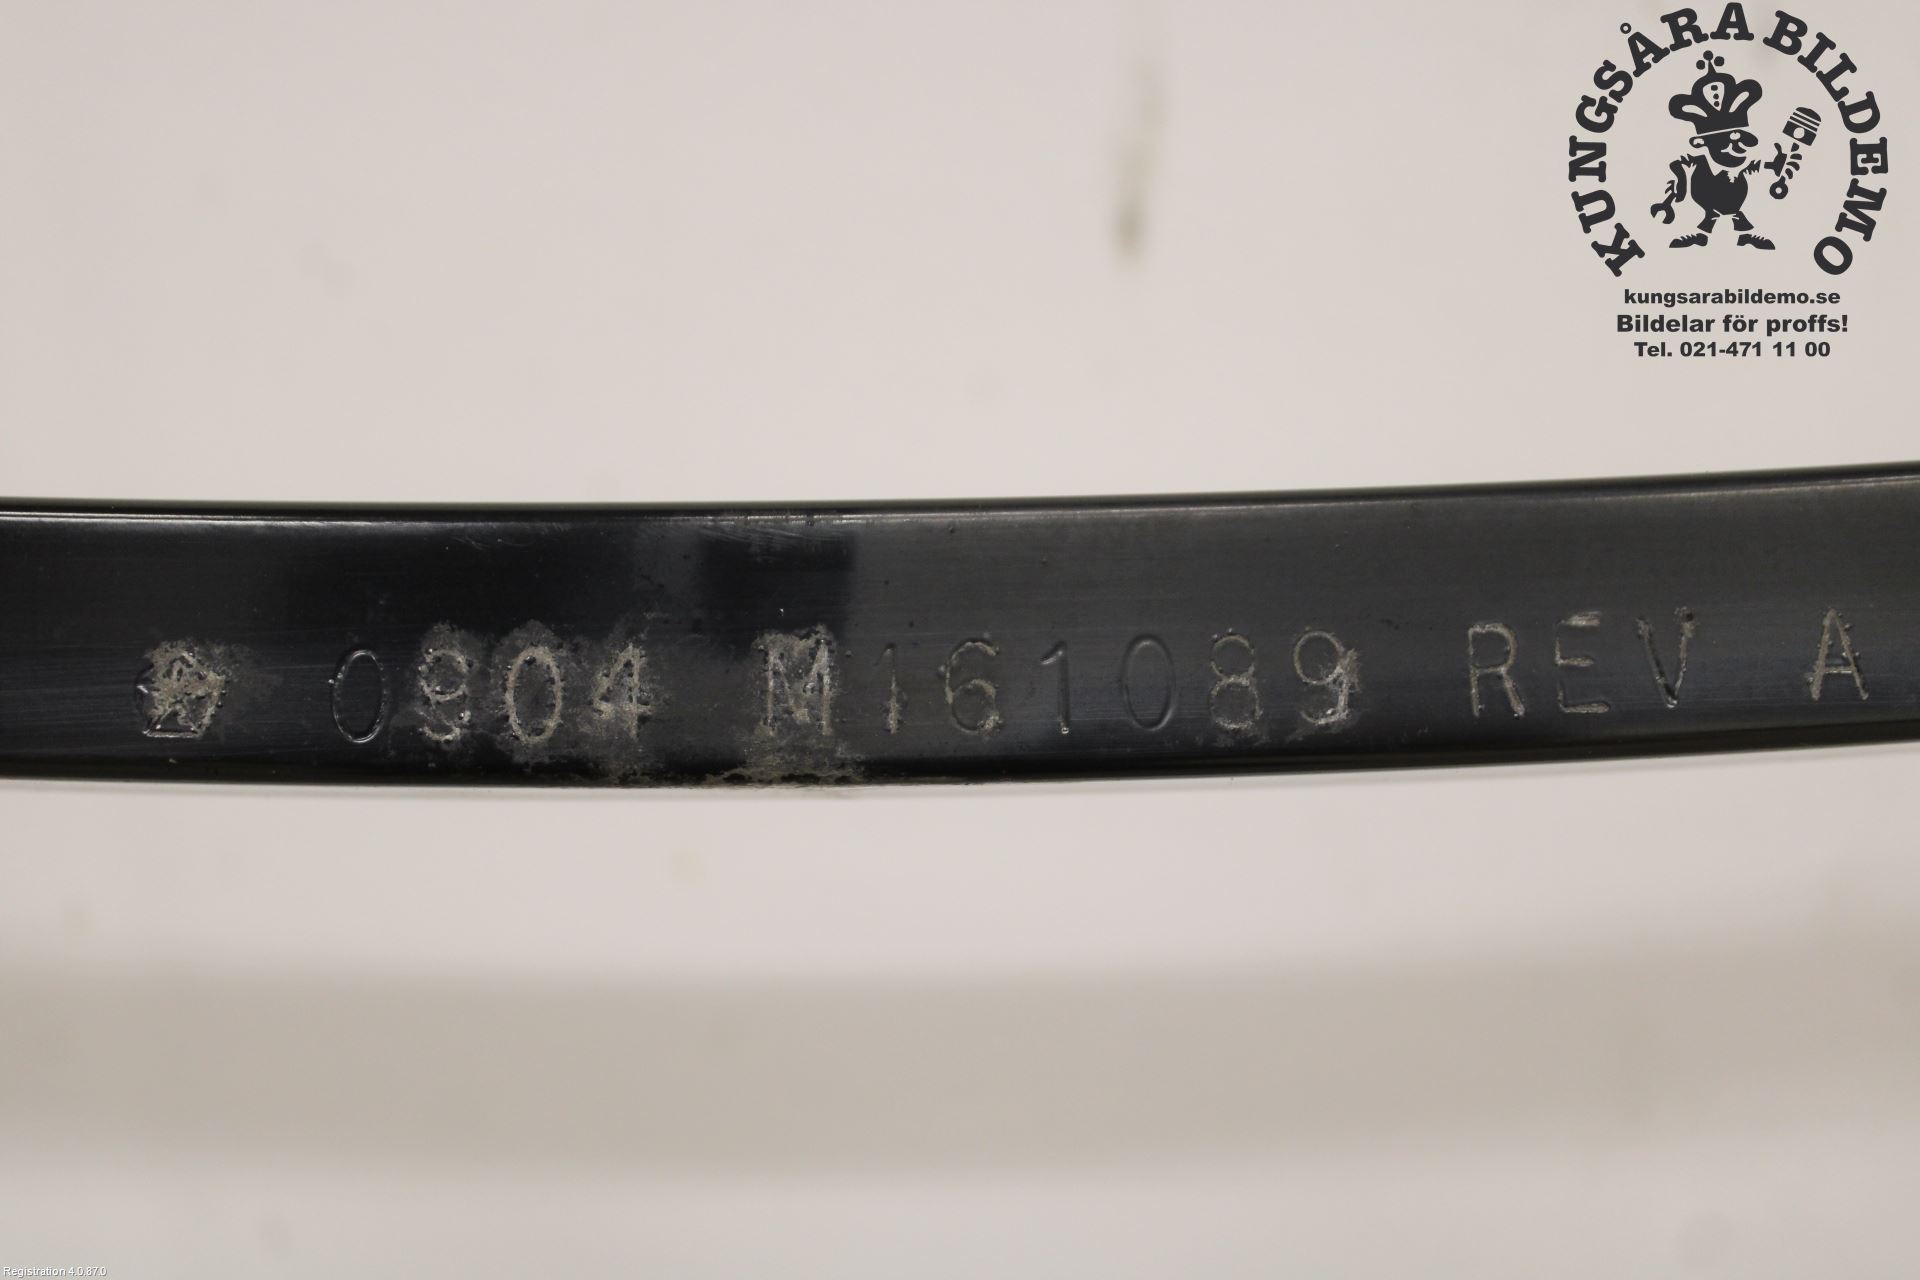 KUNGSÅRA BILDEMO
kungsarabildemo.se
Bildelar för proffs!
Tel. 021-471 11 00
0904 M161089 REV A
Registration 4.0.87.0